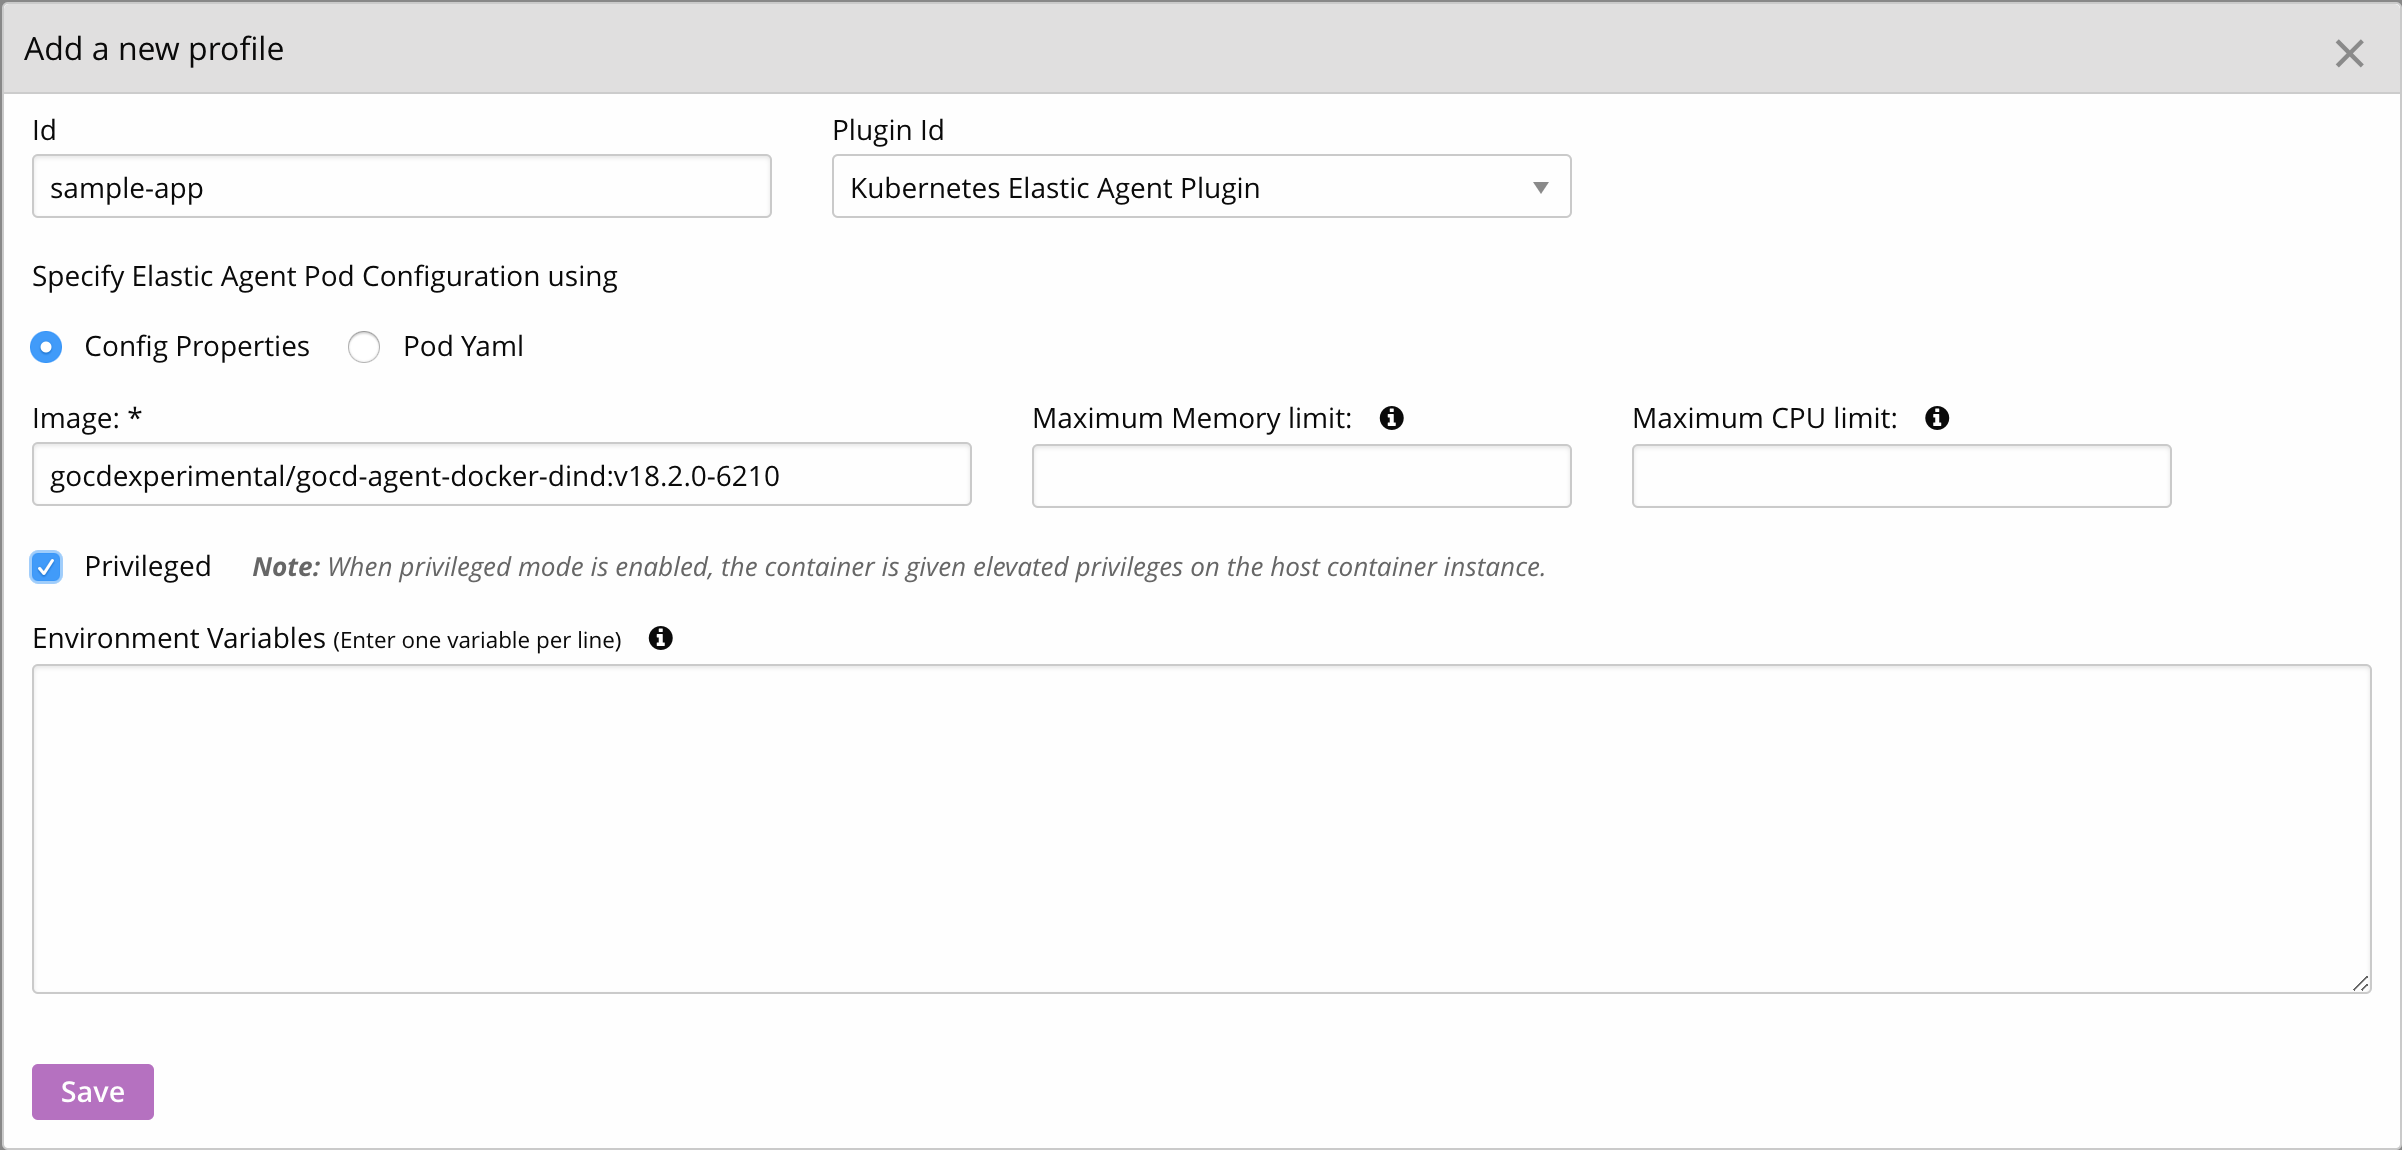 Add a new profile
Id
Plugin Id
sample-app
Kubernetes Elastic Agent Plugin
Specify Elastic Agent Pod Configuration using
Config Properties
Pod Yaml
Image: *
Maximum Memory limit:
Maximum CPU limit:
gocdexperimental/gocd-agent-docker-dind:v18.2.0-6210
Privileged
Note: When privileged mode is enabled, the container is given elevated privileges on the host container instance.
Environment Variables (Enter one variable per line)
Save